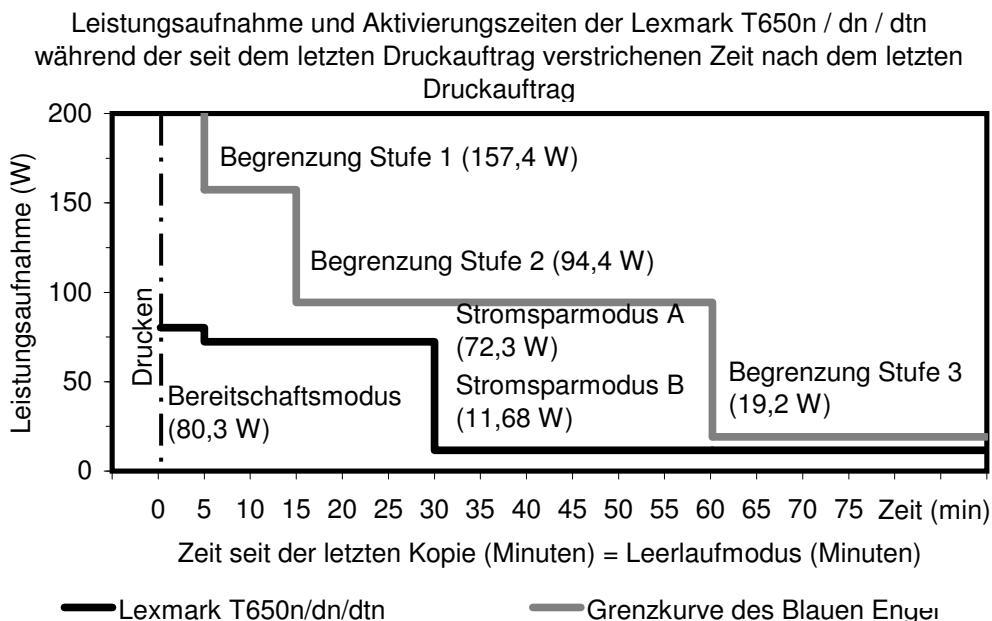 Leistungsaufnahme und Aktivierungszeiten der Lexmark T650n / dn / dtn
während der seit dem letzten Druckauftrag verstrichenen Zeit nach dem letzten
Druckauftrag
Leistungsaufnahme (W)
200
150
100
50
0
Drucken
Begrenzung Stufe 1 (157,4 W)
Begrenzung Stufe 2 (94,4 W)
Stromsparmodus A
(72,3 W)
Bereitschaftsmodus
(80,3 W)
Stromsparmodus B
(11,68 W)
Begrenzung Stufe 3
(19,2 W)
0 5 10 15 20 25 30 35 40 45 50 55 60 65 70 75 Zeit (min)
Zeit seit der letzten Kopie (Minuten) = Leerlaufmodus (Minuten)
Lexmark T650n/dn/dtn
Grenzkurve des Blauen Engel